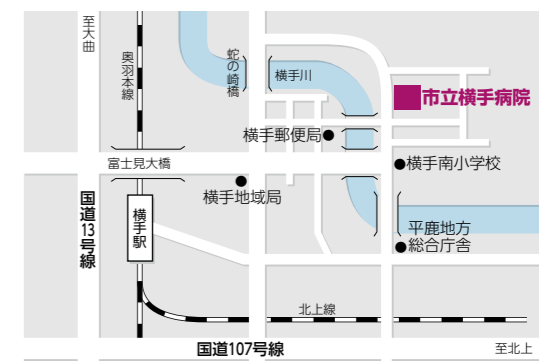 至大曲
奥羽本線
蛇の崎橋
横手川
市立横手病院
横手郵便局
富士見大橋
横手南小学校
横手地域局
国道13号線
横手駅
平鹿地方
総合庁舎
北上線
国道107号線
至北上